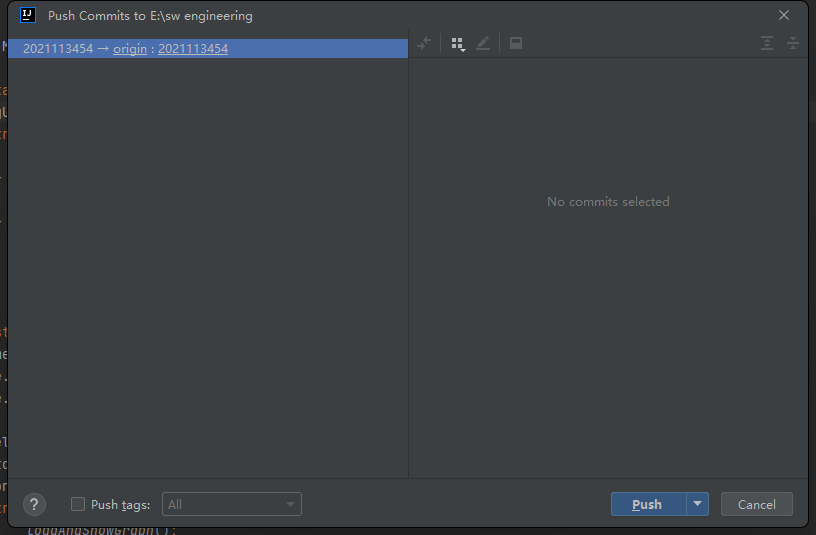 Push Commits to E:\sw engineering
2021113454 → origin : 2021113454
No commits selected
? Push tags: All
Push Cancel
loadAndShowGraph();